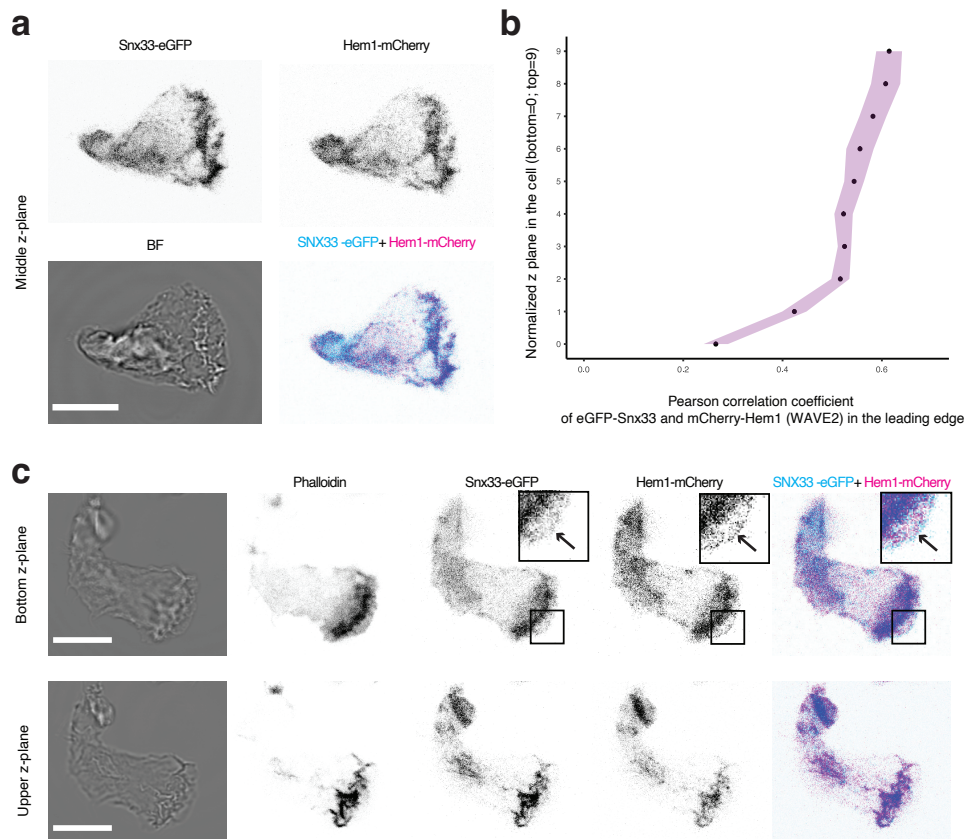 a
Snx33-eGFP
Hem1-mCherry
Middle z-plane
BF
SNX33 -eGFP+ Hem1-mCherry
b
Normalized z plane in the cell (bottom=0; top=9)
9
8
7
6
5
4
3
2
1
0
0.0 0.2 0.4 0.6
Pearson correlation coefficient
of eGFP-Snx33 and mCherry-Hem1 (WAVE2) in the leading edge
c
Phalloidin
Snx33-eGFP
Hem1-mCherry
SNX33 -eGFP+ Hem1-mCherry
Bottom z-plane
Upper z-plane